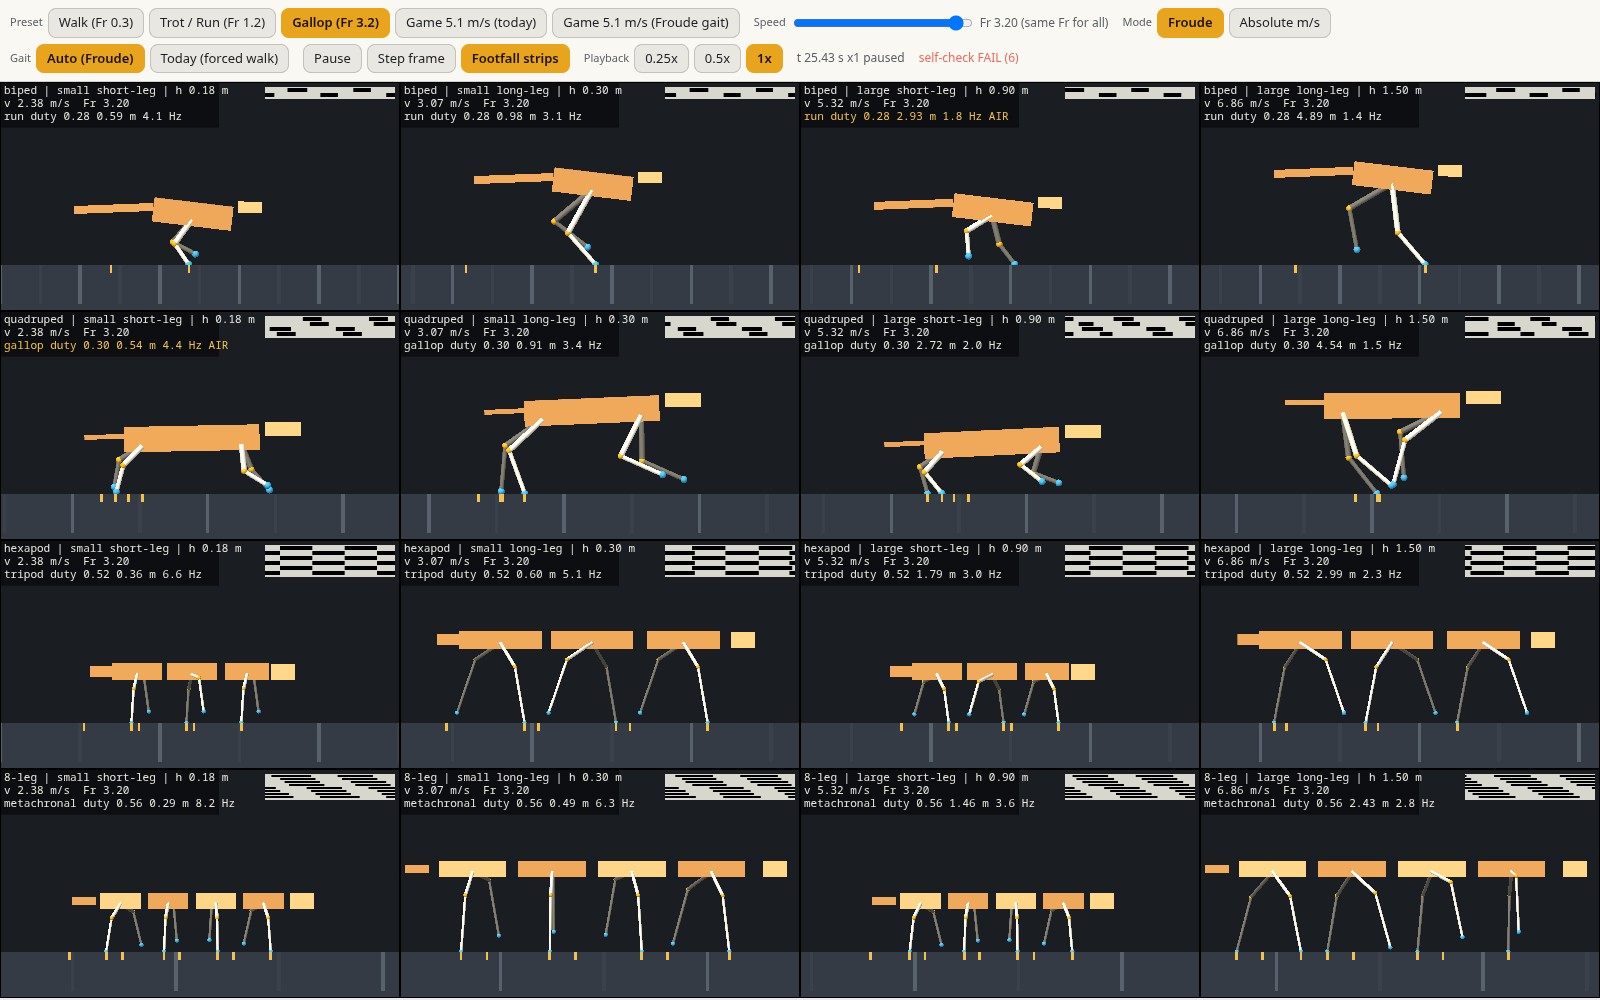 Preset Walk (Fr 0.3) Trot / Run (Fr 1.2) Gallop (Fr 3.2) Game 5.1 m/s (today) Game 5.1 m/s (Froude gait) Speed Fr 3.20 (same Fr for all) Mode Froude Absolute m/s
Gait Auto (Froude) Today (forced walk) Pause Step frame Footfall strips Playback 0.25x 0.5x 1x t 25.43 s x1 paused self-check FAIL (6)
biped | small short-leg | h 0.18 m
v 2.38 m/s Fr 3.20
run duty 0.28 0.59 m 4.1 Hz
biped | small long-leg | h 0.30 m
v 3.07 m/s Fr 3.20
run duty 0.28 0.98 m 3.1 Hz
biped | large short-leg | h 0.90 m
v 5.32 m/s Fr 3.20
run duty 0.28 2.93 m 1.8 Hz AIR
biped | large long-leg | h 1.50 m
v 6.86 m/s Fr 3.20
run duty 0.28 4.89 m 1.4 Hz
quadruped | small short-leg | h 0.18 m
v 2.38 m/s Fr 3.20
gallop duty 0.30 0.54 m 4.4 Hz AIR
quadruped | small long-leg | h 0.30 m
v 3.07 m/s Fr 3.20
gallop duty 0.30 0.91 m 3.4 Hz
quadruped | large short-leg | h 0.90 m
v 5.32 m/s Fr 3.20
gallop duty 0.30 2.72 m 2.0 Hz
quadruped | large long-leg | h 1.50 m
v 6.86 m/s Fr 3.20
gallop duty 0.30 4.54 m 1.5 Hz
hexapod | small short-leg | h 0.18 m
v 2.38 m/s Fr 3.20
tripod duty 0.52 0.36 m 6.6 Hz
hexapod | small long-leg | h 0.30 m
v 3.07 m/s Fr 3.20
tripod duty 0.52 0.60 m 5.1 Hz
hexapod | large short-leg | h 0.90 m
v 5.32 m/s Fr 3.20
tripod duty 0.52 1.79 m 3.0 Hz
hexapod | large long-leg | h 1.50 m
v 6.86 m/s Fr 3.20
tripod duty 0.52 2.99 m 2.3 Hz
8-leg | small short-leg | h 0.18 m
v 2.38 m/s Fr 3.20
metachronal duty 0.56 0.29 m 8.2 Hz
8-leg | small long-leg | h 0.30 m
v 3.07 m/s Fr 3.20
metachronal duty 0.56 0.49 m 6.3 Hz
8-leg | large short-leg | h 0.90 m
v 5.32 m/s Fr 3.20
metachronal duty 0.56 1.46 m 3.6 Hz
8-leg | large long-leg | h 1.50 m
v 6.86 m/s Fr 3.20
metachronal duty 0.56 2.43 m 2.8 Hz